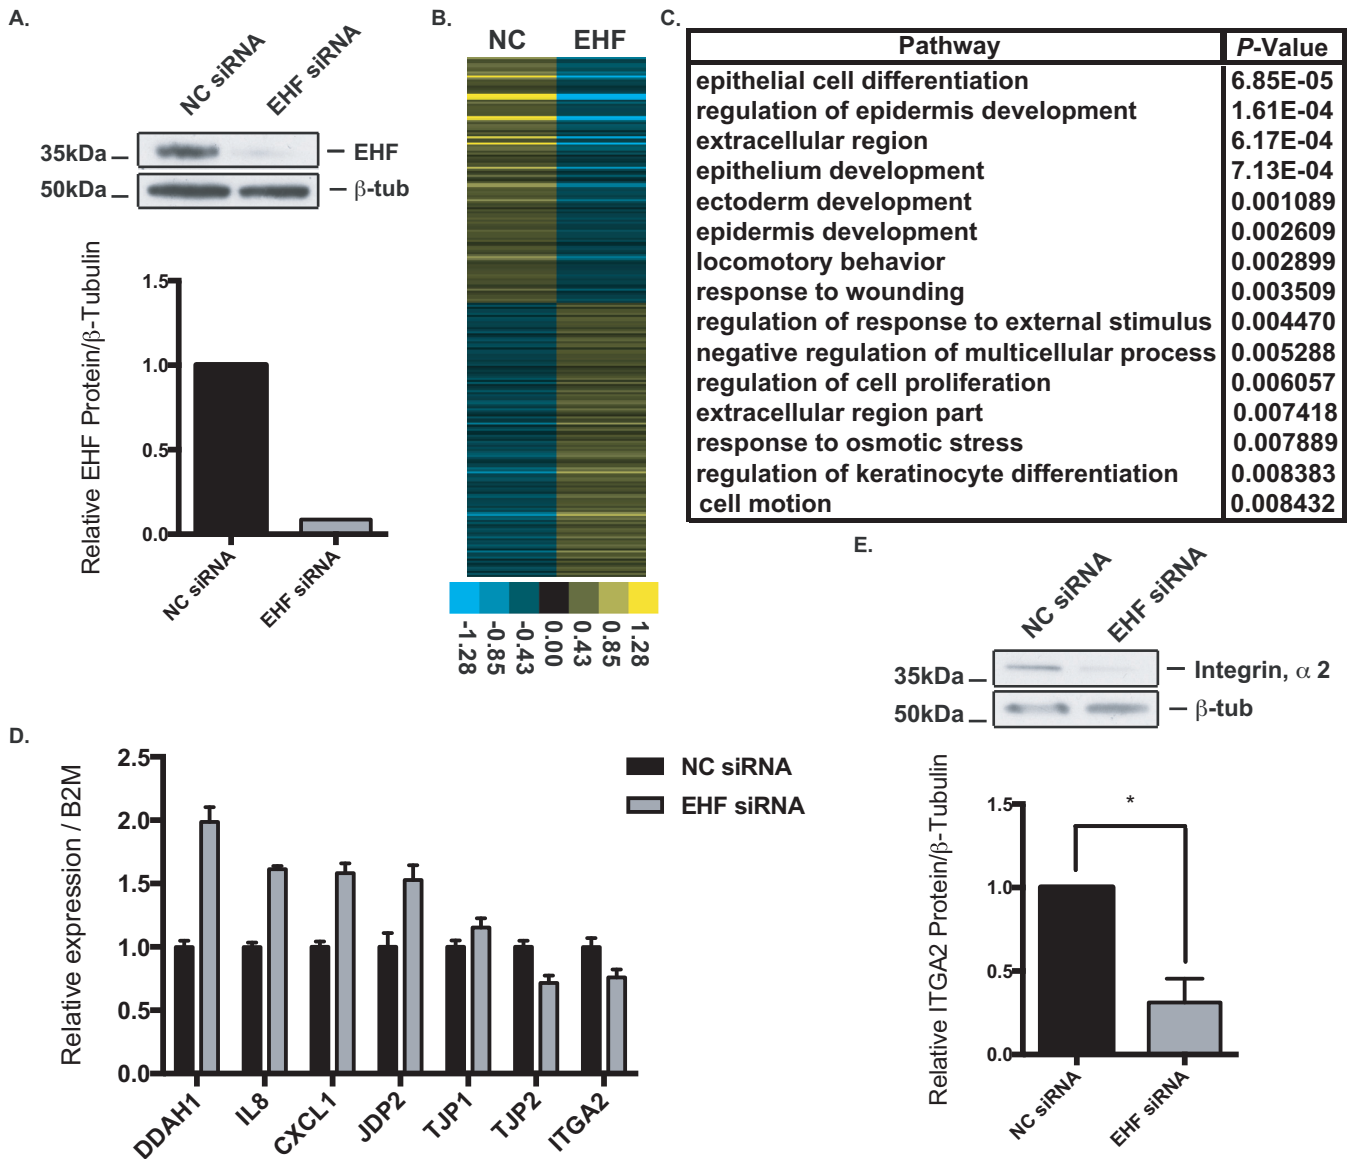 A.
NC siRNA
EHF siRNA
35kDa
EHF
50kDa
β-tub
Relative EHF Protein/β-Tubulin
1.5
1.0
0.5
0.0
NC siRNA
EHF siRNA
B.
NC EHF
-1.28
-0.85
-0.43
0.00
0.43
0.85
1.28
C.
Pathway P-Value
epithelial cell differentiation 6.85E-05
regulation of epidermis development 1.61E-04
extracellular region 6.17E-04
epithelium development 7.13E-04
ectoderm development 0.001089
epidermis development 0.002609
locomotory behavior 0.002899
response to wounding 0.003509
regulation of response to external stimulus 0.004470
negative regulation of multicellular process 0.005288
regulation of cell proliferation 0.006057
extracellular region part 0.007418
response to osmotic stress 0.007889
regulation of keratinocyte differentiation 0.008383
cell motion 0.008432
D.
Relative expression / B2M
2.5
2.0
1.5
1.0
0.5
0.0
DDAH1
IL8
CXCL1
JDP2
TJP1
TJP2
ITGA2
NC siRNA
EHF siRNA
E.
NC siRNA
EHF siRNA
35kDa
Integrin, α 2
50kDa
β-tub
Relative ITGA2 Protein/β-Tubulin
1.5
1.0
0.5
0.0
*
NC siRNA
EHF siRNA